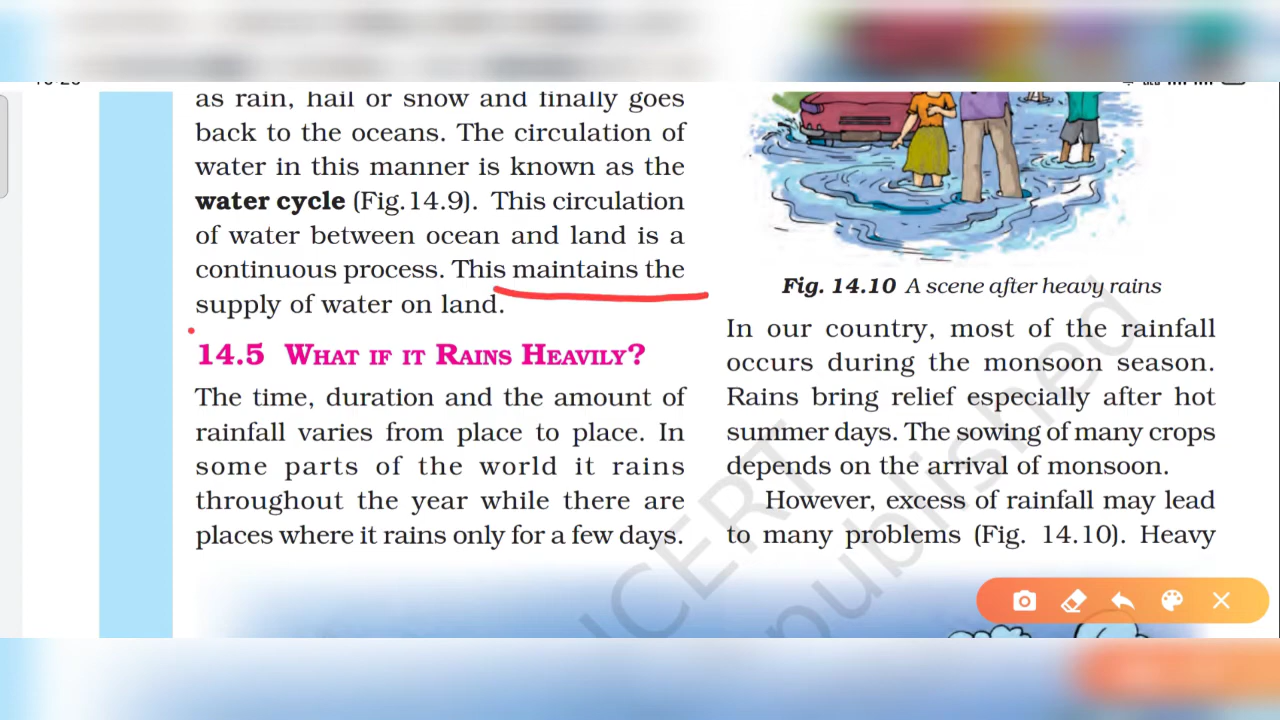 as rain, hail or snow and finally goes
back to the oceans. The circulation of
water in this manner is known as the
water cycle (Fig.14.9). This circulation
of water between ocean and land is a
continuous process. This maintains the
supply of water on land.
14.5 WHAT IF IT RAINS HEAVILY?
The time, duration and the amount of
rainfall varies from place to place. In
some parts of the world it rains
throughout the year while there are
places where it rains only for a few days.
Fig. 14.10 A scene after heavy rains
In our country, most of the rainfall
occurs during the monsoon season.
Rains bring relief especially after hot
summer days. The sowing of many crops
depends on the arrival of monsoon.
However, excess of rainfall may lead
to many problems (Fig. 14.10). Heavy
NCERT
published